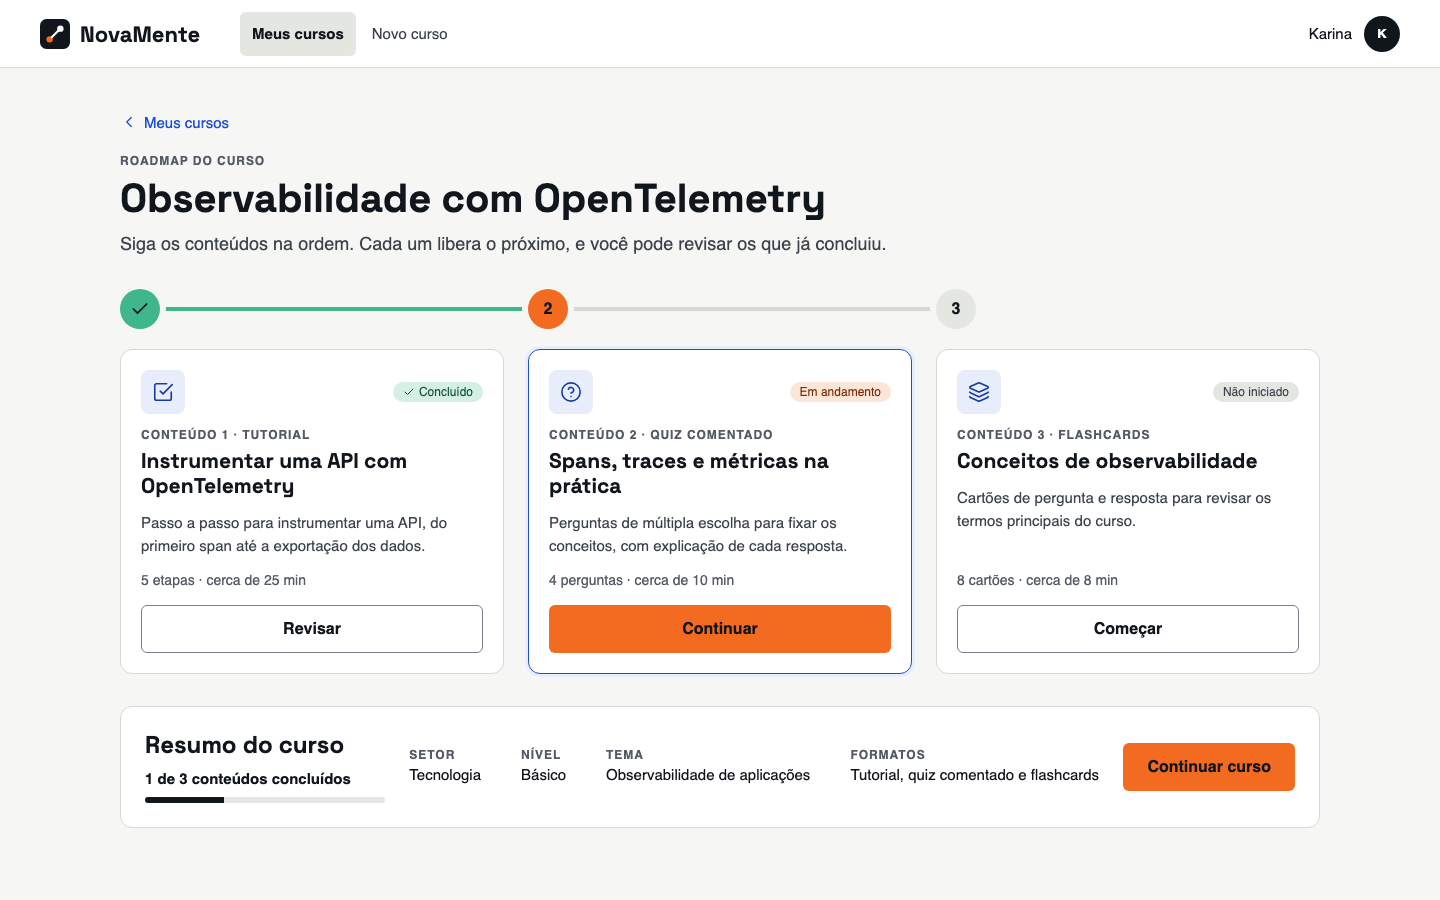 NovaMente
Meus cursos
Novo curso
Karina
K
Meus cursos
ROADMAP DO CURSO
Observabilidade com OpenTelemetry
Siga os conteúdos na ordem. Cada um libera o próximo, e você pode revisar os que já concluiu.
2
3
Concluído
CONTEÚDO 1 · TUTORIAL
Instrumentar uma API com
OpenTelemetry
Passo a passo para instrumentar uma API, do
primeiro span até a exportação dos dados.
5 etapas · cerca de 25 min
Revisar
Em andamento
CONTEÚDO 2 · QUIZ COMENTADO
Spans, traces e métricas na
prática
Perguntas de múltipla escolha para fixar os
conceitos, com explicação de cada resposta.
4 perguntas · cerca de 10 min
Continuar
Não iniciado
CONTEÚDO 3 · FLASHCARDS
Conceitos de observabilidade
Cartões de pergunta e resposta para revisar os
termos principais do curso.
8 cartões · cerca de 8 min
Começar
Resumo do curso
1 de 3 conteúdos concluídos
SETOR
Tecnologia
NÍVEL
Básico
TEMA
Observabilidade de aplicações
FORMATOS
Tutorial, quiz comentado e flashcards
Continuar curso